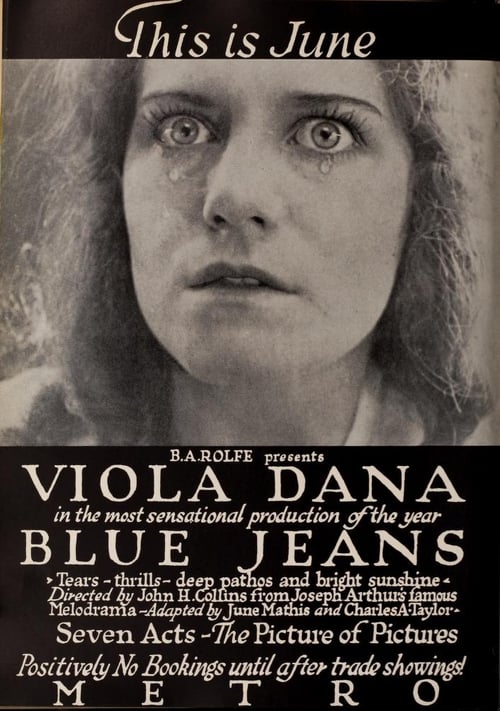 This is June
B.A.ROLFE presents
VIOLA DANA
in the most sensational production of the year
BLUE JEANS
Tears - thrills - deep pathos and bright sunshine
Directed by John H.Collins from Joseph Arthur's famous
Melodrama - Adapted by June Mathis and Charles A.Taylor -
Seven Acts - The Picture of Pictures
Positively No Bookings until after trade showings!
METRO